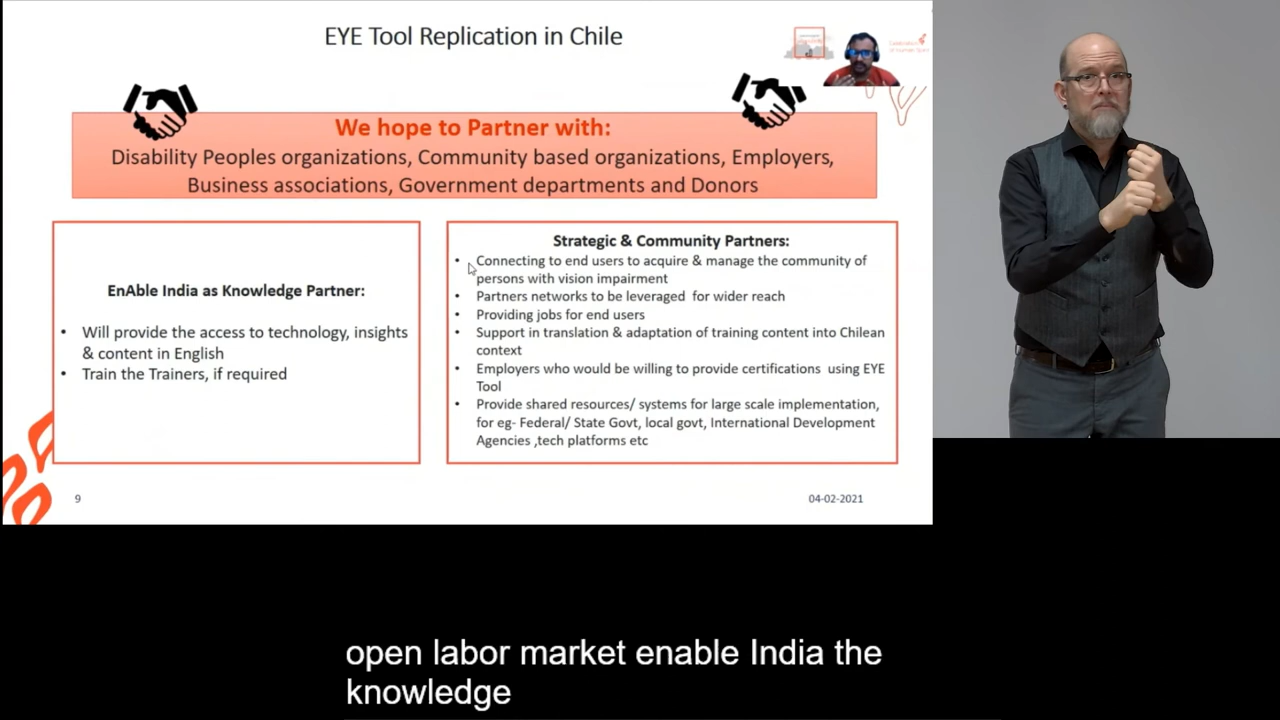 EYE Tool Replication in Chile
We hope to Partner with:
Disability Peoples organizations, Community based organizations, Employers,
Business associations, Government departments and Donors
EnAble India as Knowledge Partner:
• Will provide the access to technology, insights
& content in English
• Train the Trainers, if required
Strategic & Community Partners:
• Connecting to end users to acquire & manage the community of
persons with vision impairment
• Partners networks to be leveraged for wider reach
• Providing jobs for end users
• Support in translation & adaptation of training content into Chilean
context
• Employers who would be willing to provide certifications using EYE
Tool
• Provide shared resources/ systems for large scale implementation,
for eg- Federal/ State Govt, local govt, International Development
Agencies ,tech platforms etc
9
04-02-2021
open labor market enable India the
knowledge